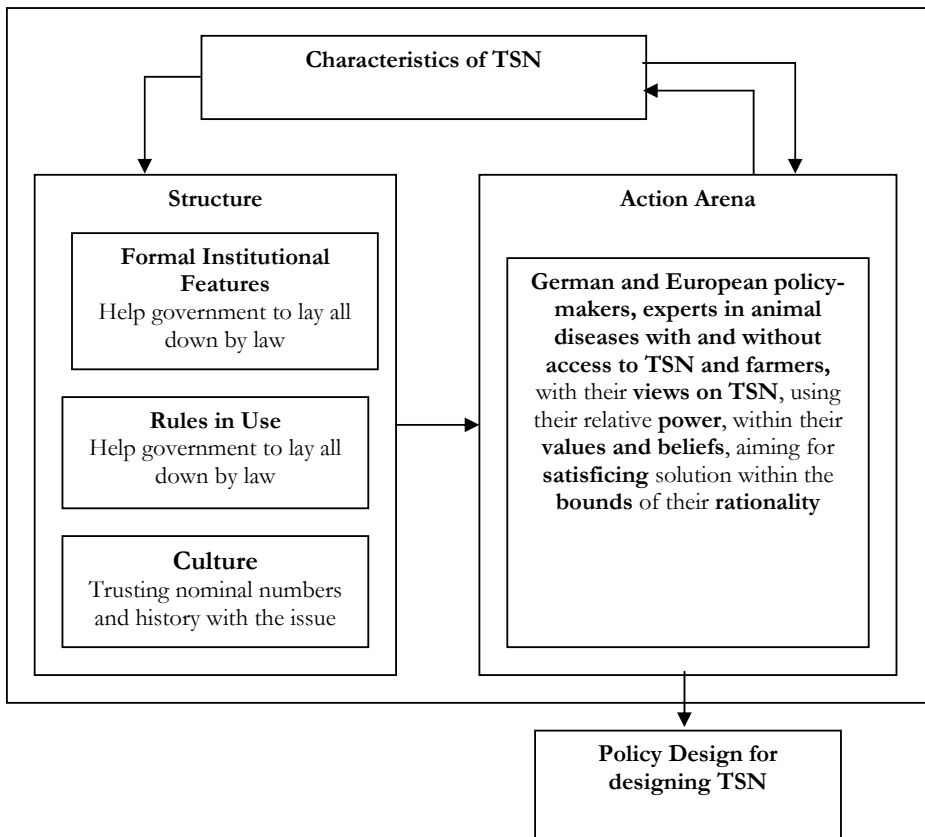 Characteristics of TSN
Structure
Formal Institutional
Features
Help government to lay all
down by law
Rules in Use
Help government to lay all
down by law
Culture
Trusting nominal numbers
and history with the issue
Action Arena
German and European policy-
makers, experts in animal
diseases with and without
access to TSN and farmers,
with their views on TSN, using
their relative power, within their
values and beliefs, aiming for
satisficing solution within the
bounds of their rationality
Policy Design for
designing TSN